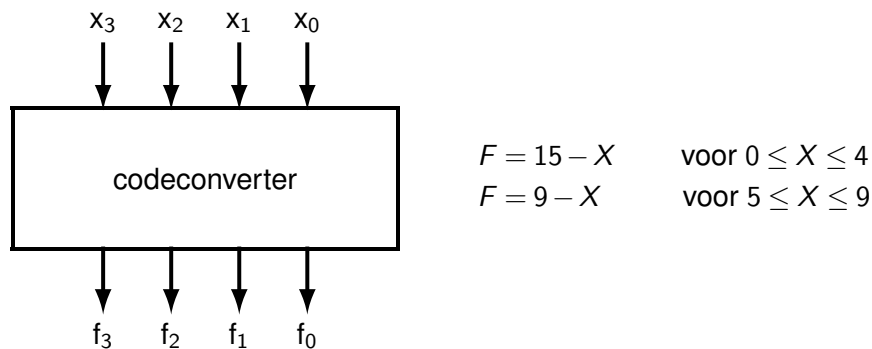 x₃ x₂ x₁ x₀
codeconverter
F = 15 − X voor 0 ≤ X ≤ 4
F = 9 − X voor 5 ≤ X ≤ 9
f₃ f₂ f₁ f₀